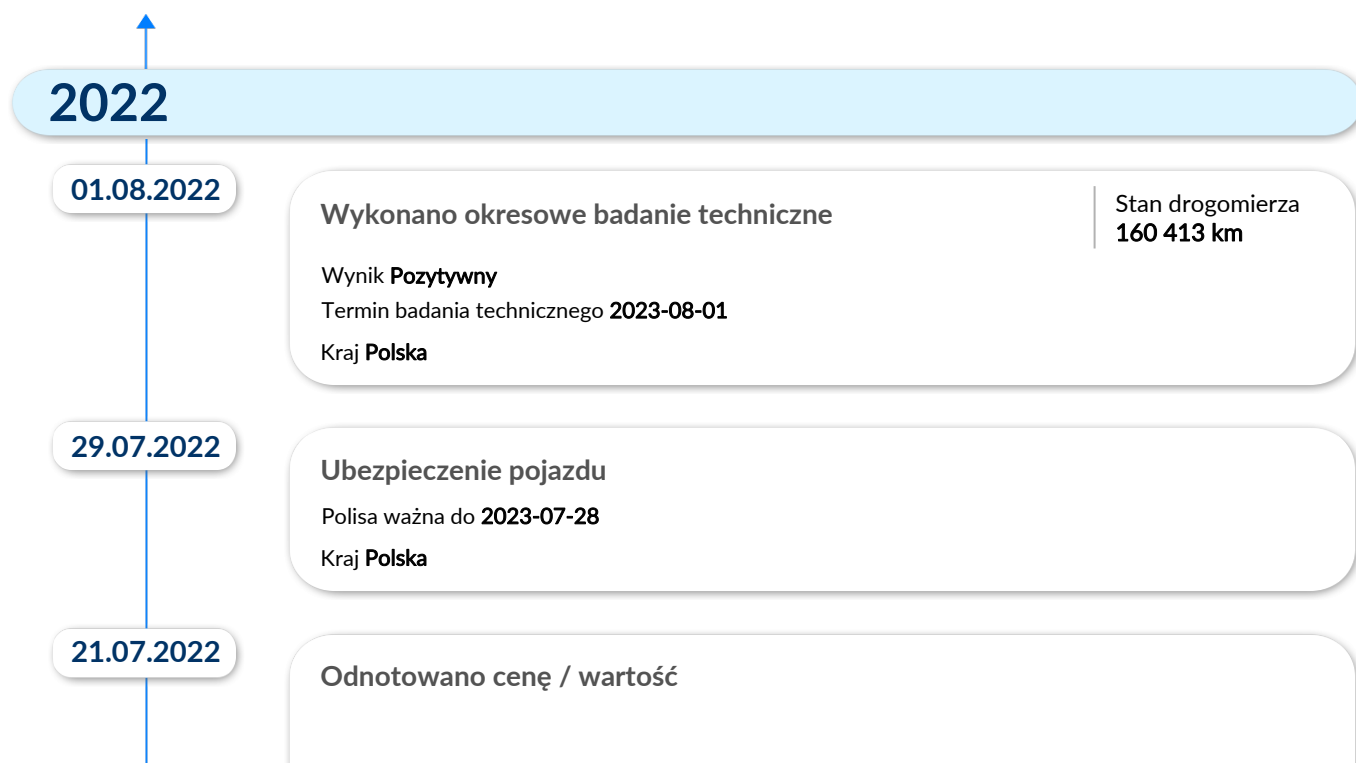 2022
01.08.2022
Wykonano okresowe badanie techniczne
Stan drogomierza
160 413 km
Wynik Pozytywny
Termin badania technicznego 2023-08-01
Kraj Polska
29.07.2022
Ubezpieczenie pojazdu
Polisa ważna do 2023-07-28
Kraj Polska
21.07.2022
Odnotowano cenę / wartość